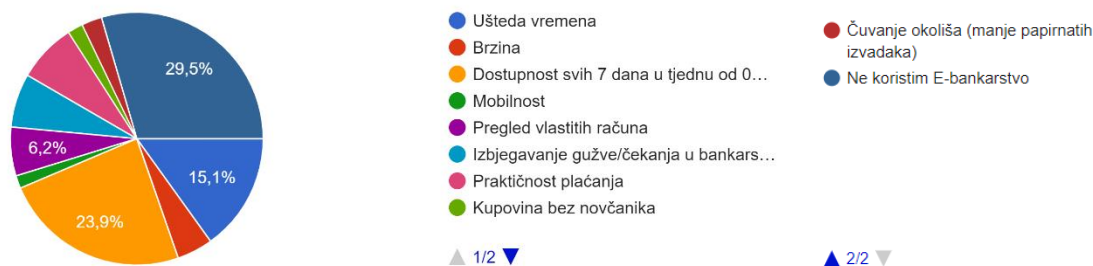 29,5%
6,2%
15,1%
23,9%
Ušteda vremena
Brzina
Dostupnost svih 7 dana u tjednu od 0…
Mobilnost
Pregled vlastitih računa
Izbjegavanje gužve/čekanja u bankars…
Praktičnost plaćanja
Kupovina bez novčanika
1/2
Čuvanje okoliša (manje papirnatih
izvadaka)
Ne koristim E-bankarstvo
2/2